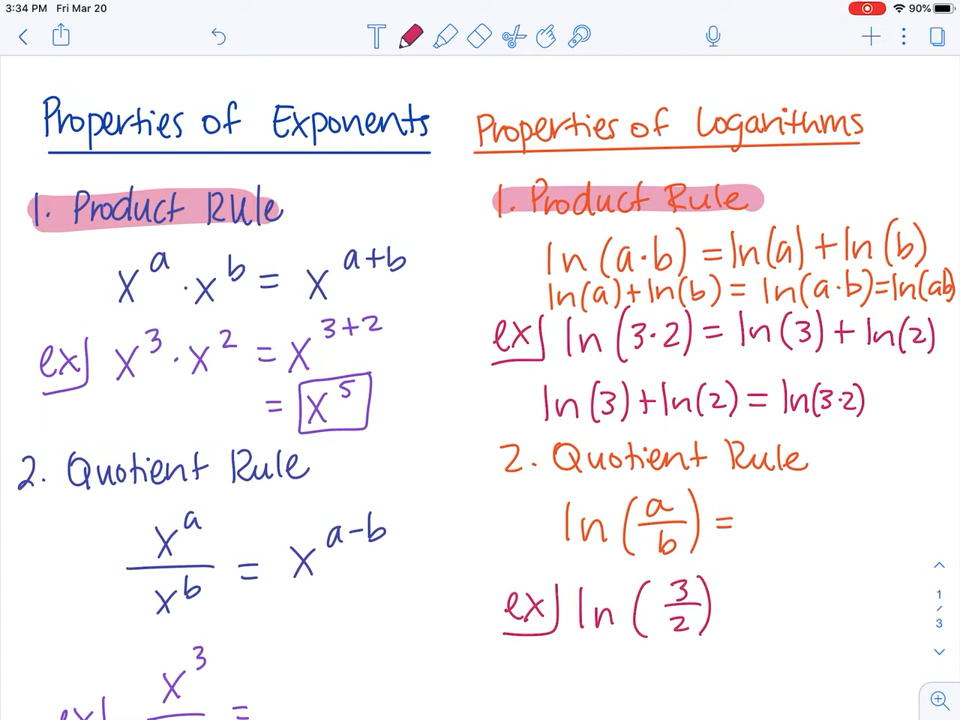 3:34 PM Fri Mar 20
90%
Properties of Exponents
1. Product Rule
x^a · x^b = x^{a+b}
ex] x^3 · x^2 = x^{3+2}
= x^5
2. Quotient Rule
x^a / x^b = x^{a-b}
ex] x^3 =
Properties of Logarithms
1. Product Rule
ln(a·b) = ln(a) + ln(b)
ln(a) + ln(b) = ln(a·b) = ln(ab)
ex] ln(3·2) = ln(3) + ln(2)
ln(3) + ln(2) = ln(3·2)
2. Quotient Rule
ln(a/b) =
ex] ln(3/2)
1/3